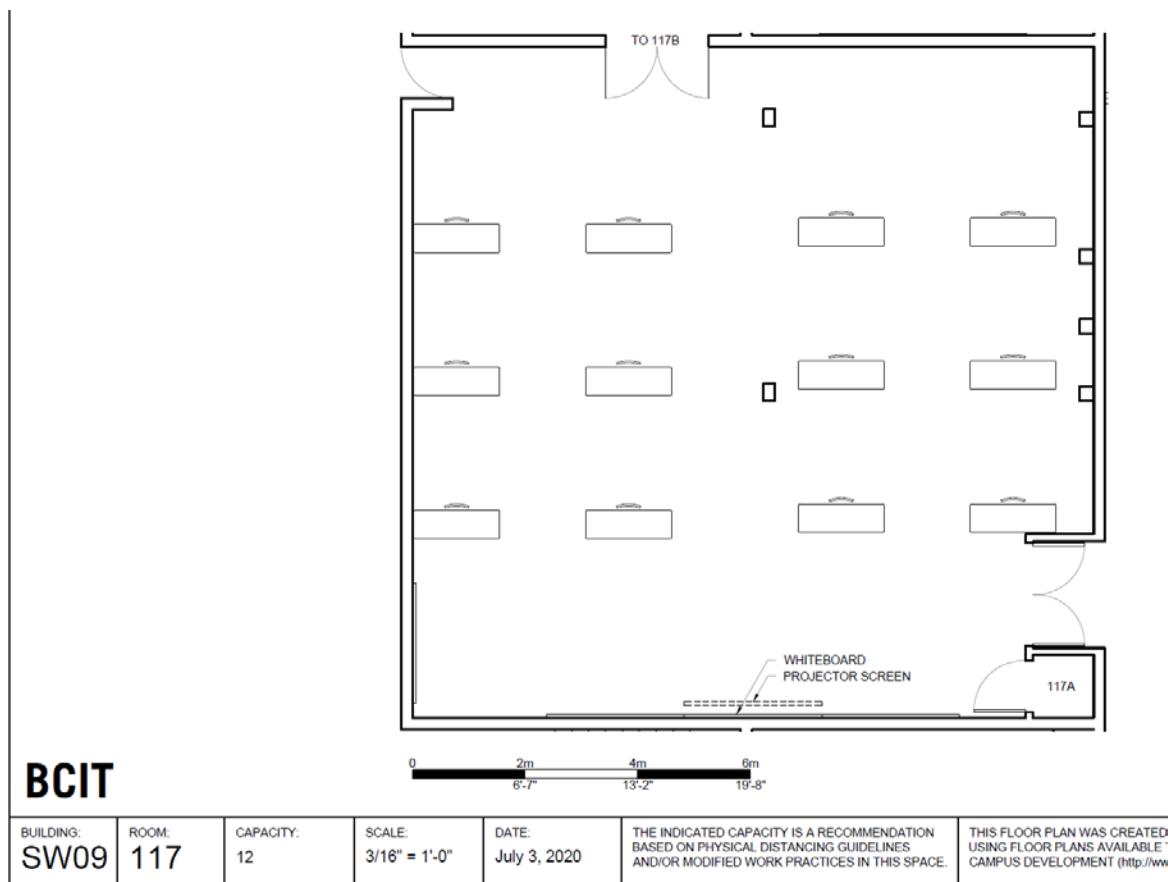 TO 117B
WHITEBOARD
PROJECTOR SCREEN
117A
0 2m 4m 6m
6'-7" 13'-2" 19'-8"
BCIT
BUILDING:
SW09
ROOM:
117
CAPACITY:
12
SCALE:
3/16" = 1'-0"
DATE:
July 3, 2020
THE INDICATED CAPACITY IS A RECOMMENDATION
BASED ON PHYSICAL DISTANCING GUIDELINES
AND/OR MODIFIED WORK PRACTICES IN THIS SPACE.
THIS FLOOR PLAN WAS CREATED
USING FLOOR PLANS AVAILABLE
CAMPUS DEVELOPMENT (http://ww